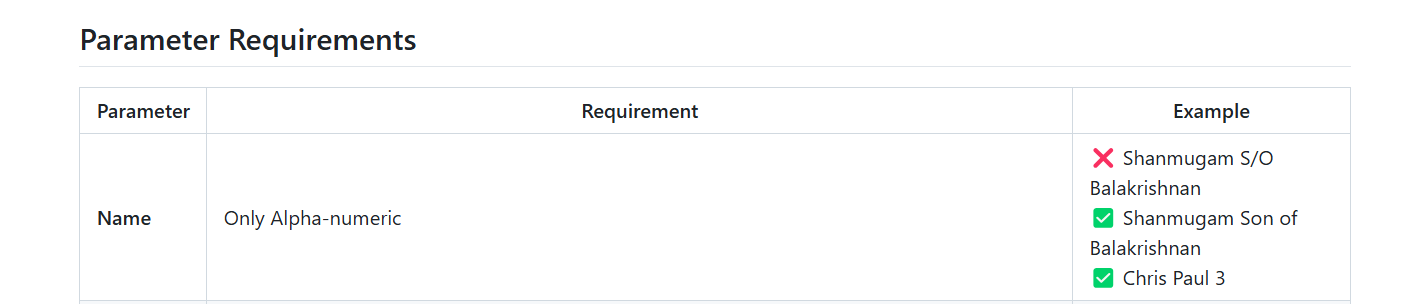 Parameter Requirements
Parameter Requirement Example
Name Only Alpha-numeric
❌ Shanmugam S/O
Balakrishnan
✅ Shanmugam Son of
Balakrishnan
✅ Chris Paul 3